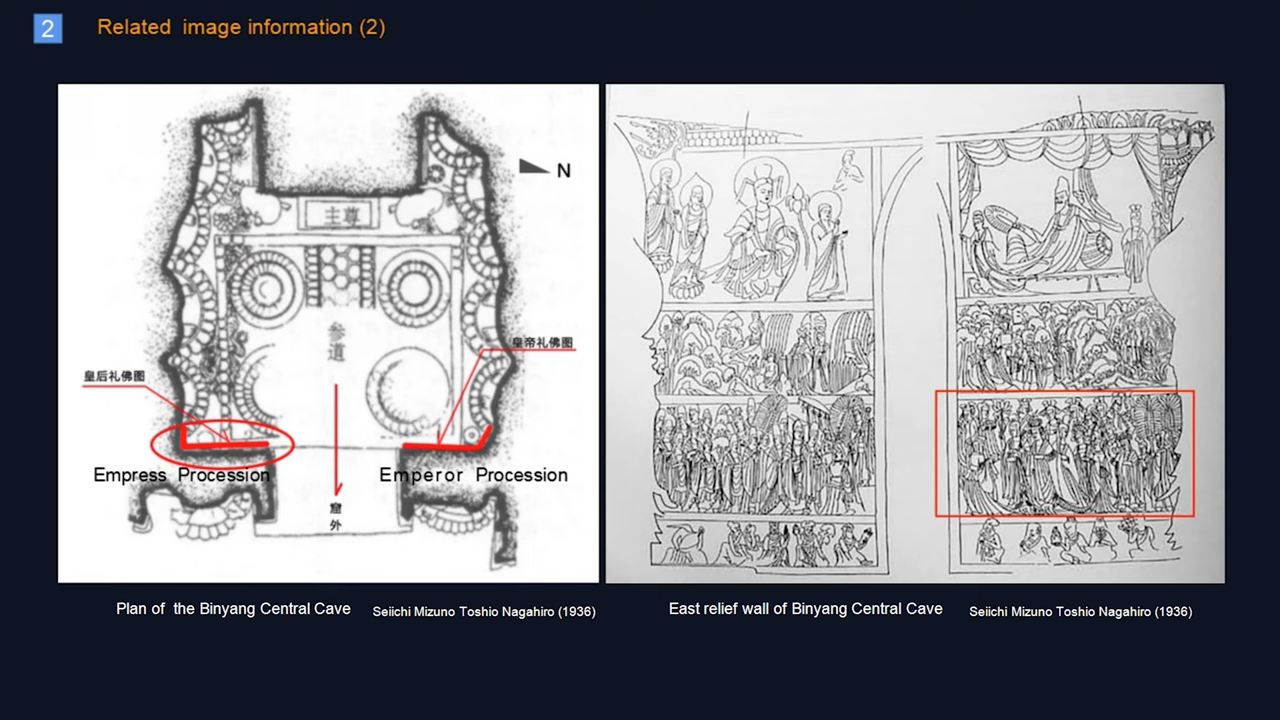 2
Related image information (2)
N
主尊
参道
皇帝礼佛图
皇后礼佛图
Empress Procession
Emperor Procession
窟外
Plan of the Binyang Central Cave
Seiichi Mizuno Toshio Nagahiro (1936)
East relief wall of Binyang Central Cave
Seiichi Mizuno Toshio Nagahiro (1936)